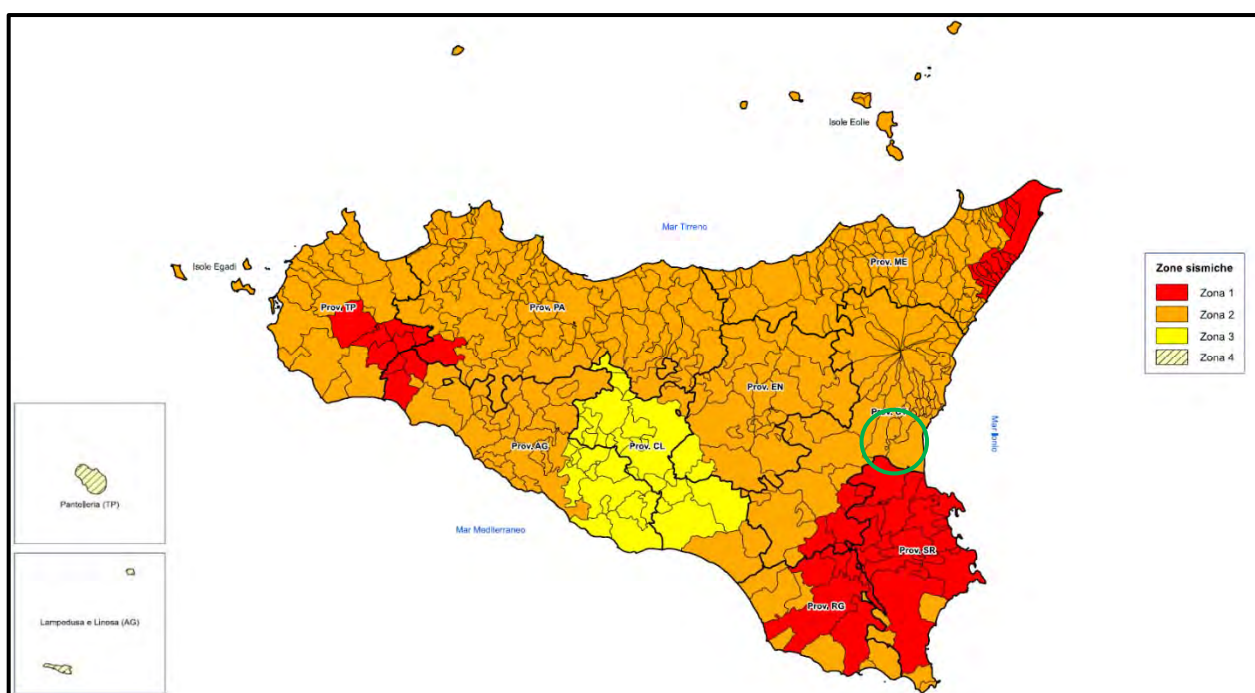 Isole Eolie
Mar Tirreno
Isole Egadi
Prov. ME
Prov. TP
Prov. PA
Zone sismiche
Zona 1
Zona 2
Zona 3
Zona 4
Prov. EN
Mar Ionio
Prov. AG
Prov. CL
Pantelleria (TP)
Mar Mediterraneo
Prov. SR
Prov. RG
Lampedusa e Linosa (AG)